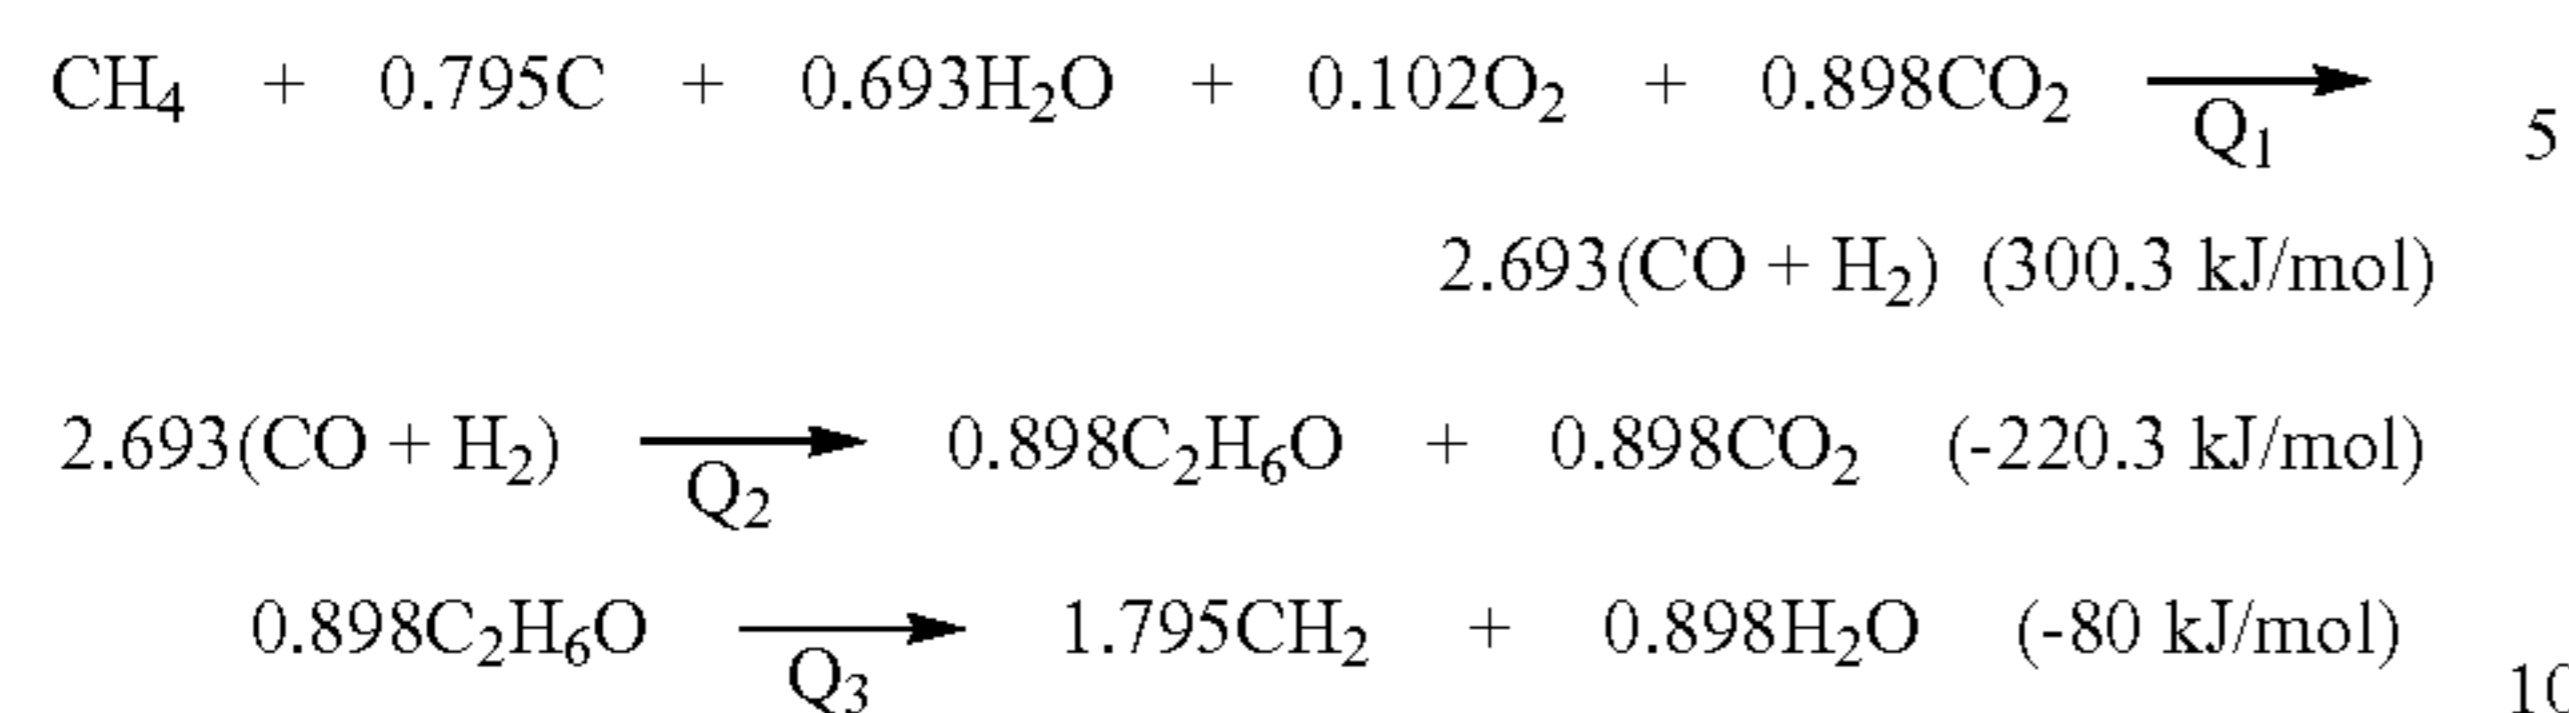 CH₄ + 0.795C + 0.693H₂O + 0.102O₂ + 0.898CO₂ ⟶ Q₁ 5
2.693(CO + H₂) (300.3 kJ/mol)
2.693(CO + H₂) ⟶ Q₂ 0.898C₂H₆O + 0.898CO₂ (-220.3 kJ/mol)
0.898C₂H₆O ⟶ Q₃ 1.795CH₂ + 0.898H₂O (-80 kJ/mol)
10